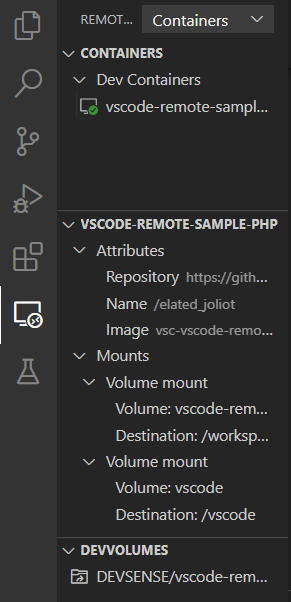 REMOT... Containers
CONTAINERS
Dev Containers
vscode-remote-sampl...
VSCODE-REMOTE-SAMPLE-PHP
Attributes
Repository https://gith...
Name /elated_joliot
Image vsc-vscode-remo...
Mounts
Volume mount
Volume: vscode-rem...
Destination: /worksp...
Volume mount
Volume: vscode
Destination: /vscode
DEVVOLUMES
DEVSENSE/vscode-rem...